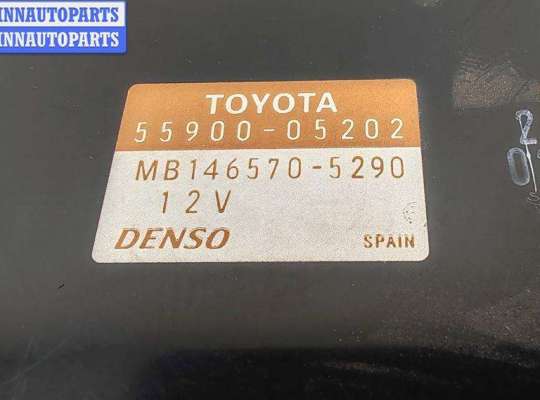 INNAUTOPARTS
INNAUTOPARTS
TOYOTA
55900-05202
MB146570-5290
12V
DENSO
SPAIN